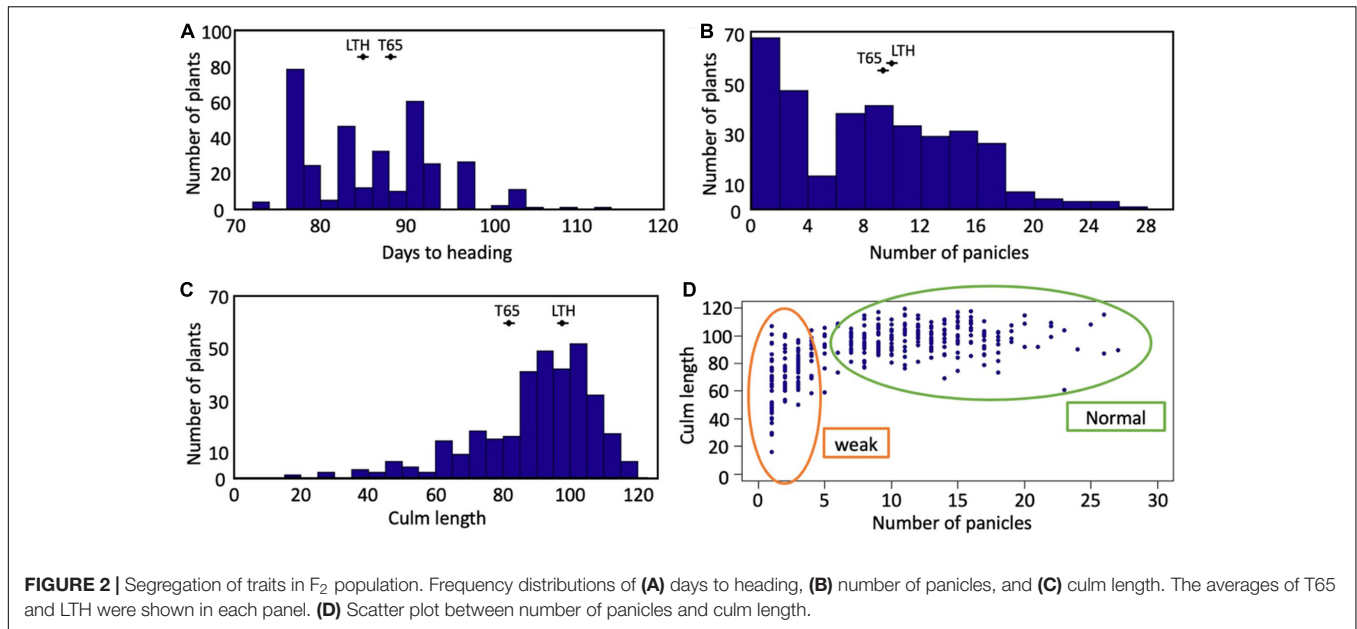 A
LTH T65
Number of plants
100
80
60
40
20
0
70 80 90 100 110 120
Days to heading
B
T65 LTH
Number of plants
70
50
30
10
0
0 4 8 12 16 20 24 28
Number of panicles
C
T65 LTH
Number of plants
70
50
30
10
0
0 20 40 60 80 100 120
Culm length
D
Culm length
120
100
80
60
40
20
0
weak
Normal
0 5 10 15 20 25 30
Number of panicles
FIGURE 2 | Segregation of traits in F2 population. Frequency distributions of (A) days to heading, (B) number of panicles, and (C) culm length. The averages of T65
and LTH were shown in each panel. (D) Scatter plot between number of panicles and culm length.